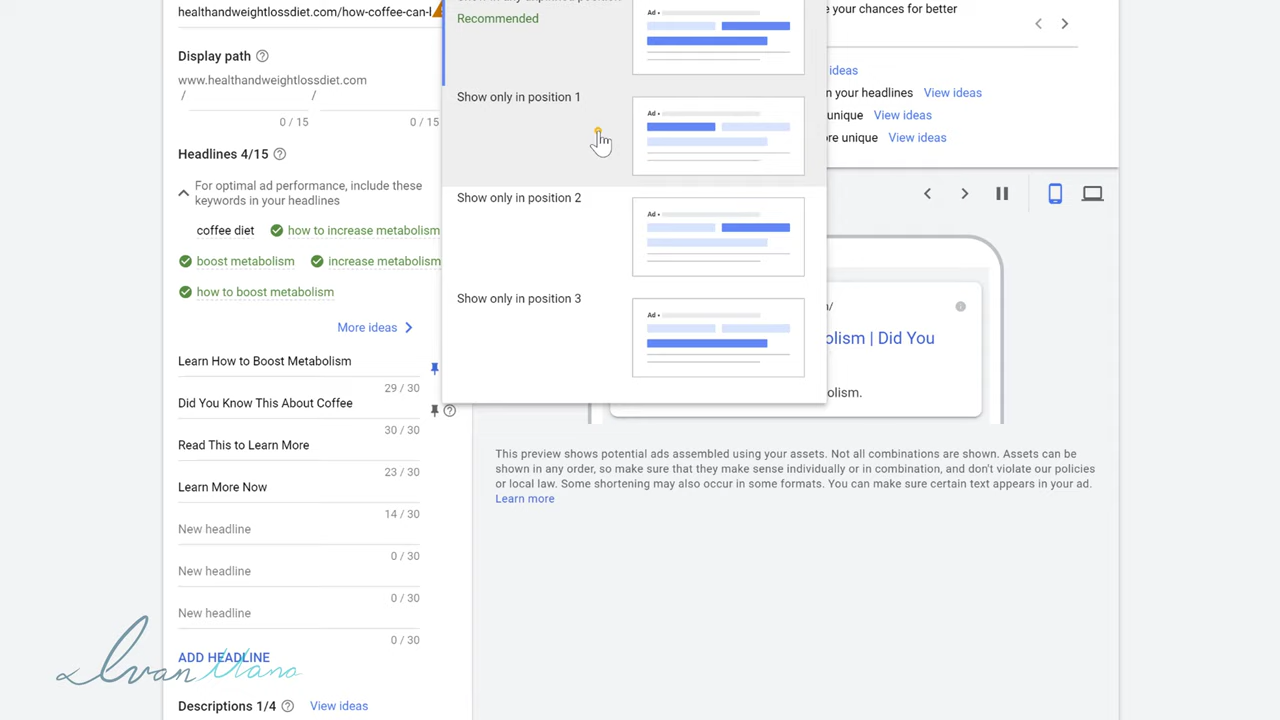 healthandweightlossdiet.com/how-coffee-can-l
Display path
www.healthandweightlossdiet.com
/ /
0 / 15 0 / 15
Headlines 4/15
For optimal ad performance, include these
keywords in your headlines
coffee diet how to increase metabolism
boost metabolism increase metabolism
how to boost metabolism
More ideas
Learn How to Boost Metabolism
29 / 30
Did You Know This About Coffee
30 / 30
Read This to Learn More
23 / 30
Learn More Now
14 / 30
New headline
0 / 30
New headline
0 / 30
New headline
0 / 30
ADD HEADLINE
Descriptions 1/4 View ideas
Recommended
Ad •
Show only in position 1
Ad •
Show only in position 2
Ad •
Show only in position 3
Ad •
e your chances for better
ideas
n your headlines View ideas
unique View ideas
re unique View ideas
n/
olism | Did You
olism.
This preview shows potential ads assembled using your assets. Not all combinations are shown. Assets can be
shown in any order, so make sure that they make sense individually or in combination, and don't violate our policies
or local law. Some shortening may also occur in some formats. You can make sure certain text appears in your ad.
Learn more
Ivan Mana